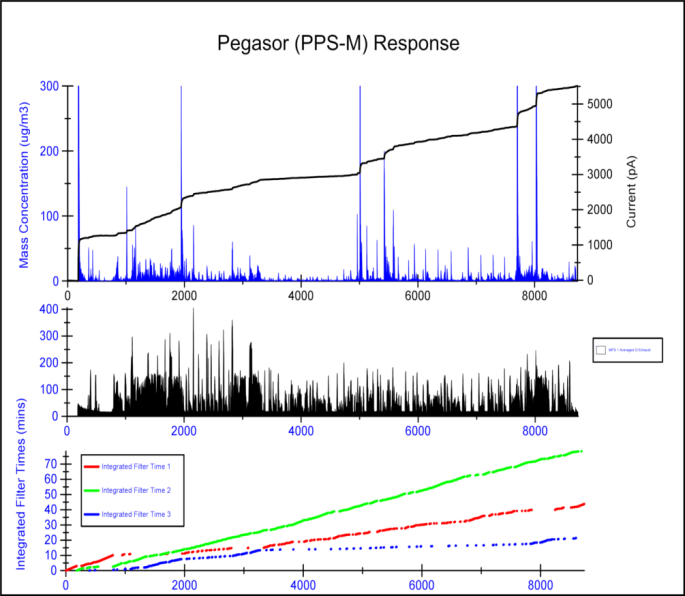 Pegasor (PPS-M) Response
Mass Concentration (ug/m3)
300
200
100
0
5000
4000
3000
2000
1000
0
Current (pA)
0 2000 4000 6000 8000
400
300
200
100
0
0 2000 4000 6000 8000
Integrated Filter Times (mins)
70
60
50
40
30
20
10
0
Integrated Filter Time 1
Integrated Filter Time 2
Integrated Filter Time 3
0 2000 4000 6000 8000